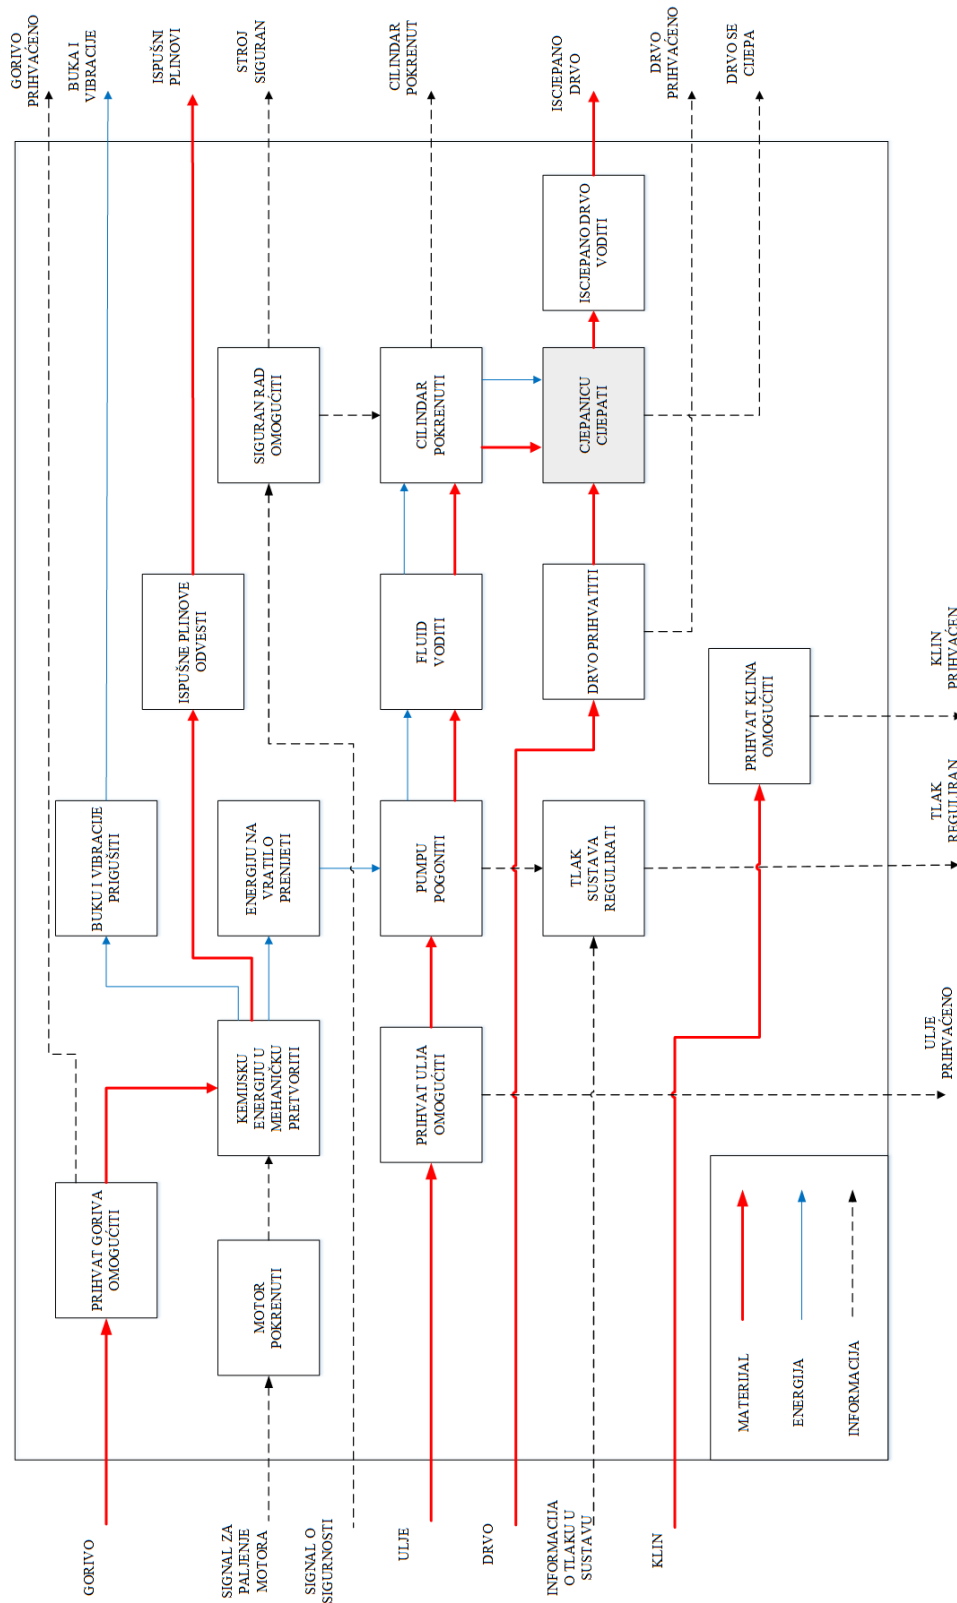 GORIVO
SIGNAL ZA
PALJENJE
MOTORA
SIGNAL O
SIGURNOSTI
ULJE
DRVO
INFORMACIJA
O TLAKU U
SUSTAVU
KLIN
PRIHVAT GORIVA
OMOGUĆITI
MOTOR
POKRENUTI
KEMIJSKU
ENERGIJU U
MEHANIČKU
PRETVORITI
PRIHVAT ULJA
OMOGUĆITI
BUKU I VIBRACIJE
PRIGUŠITI
ENERGIJU NA
VRATILO
PRENIJETI
PUMPU
POGONITI
TLAK
SUSTAVA
REGULIRATI
ISPUŠNE PLINOVE
ODVESTI
FLUID
VODITI
DRVO PRIHVATITI
PRIHVAT KLINA
OMOGUĆITI
SIGURAN RAD
OMOGUĆITI
CILINDAR
POKRENUTI
CJEPANICU
CIJEPATI
ISCJEPANO DRVO
VODITI
GORIVO
PRIHVAĆENO
BUKA I
VIBRACIJE
ISPUŠNI
PLINOVI
STROJ
SIGURAN
CILINDAR
POKRENUT
ISCJEPANO
DRVO
DRVO
PRIHVAĆENO
DRVO SE
CIJEPA
ULJE
PRIHVAĆENO
TLAK
REGULIRAN
KLIN
PRIHVAĆEN
MATERIJAL
ENERGIJA
INFORMACIJA